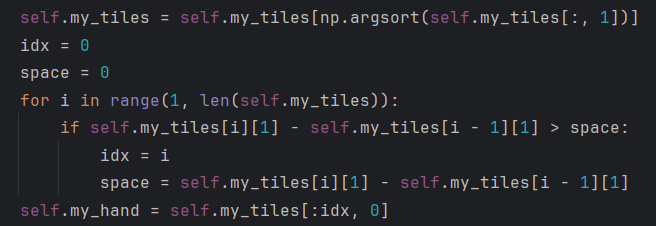 self.my_tiles = self.my_tiles[np.argsort(self.my_tiles[:, 1])]
idx = 0
space = 0
for i in range(1, len(self.my_tiles)):
    if self.my_tiles[i][1] - self.my_tiles[i - 1][1] > space:
        idx = i
        space = self.my_tiles[i][1] - self.my_tiles[i - 1][1]
self.my_hand = self.my_tiles[:idx, 0]